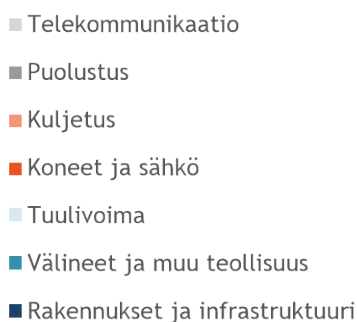 Telekommunikaatio
Puolustus
Kuljetus
Koneet ja sähkö
Tuulivoima
Välineet ja muu teollisuus
Rakennukset ja infrastruktuuri